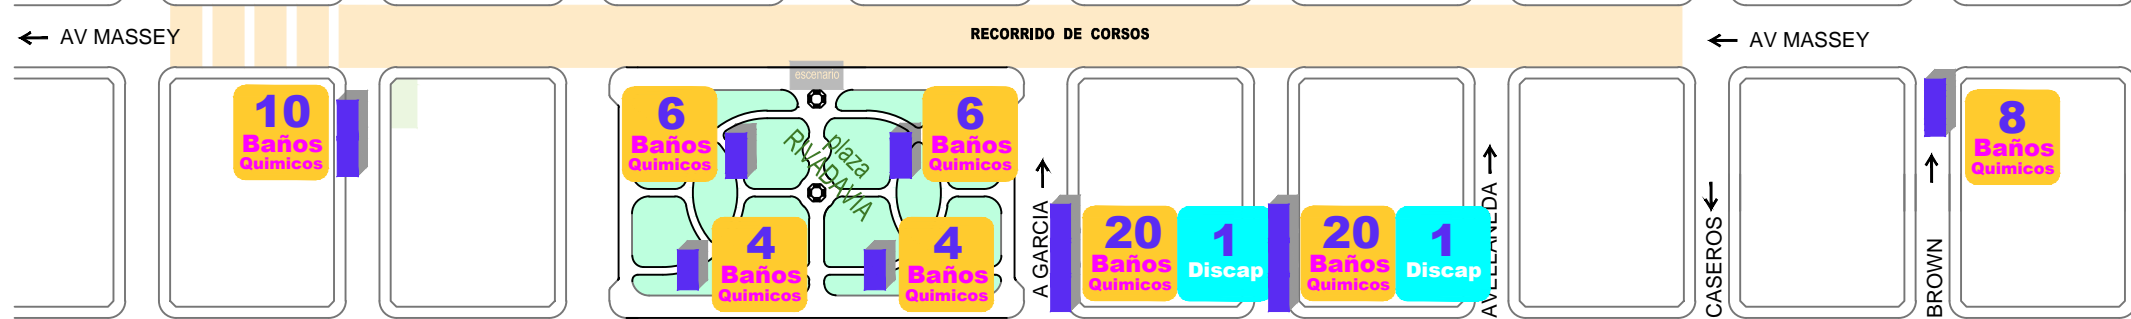 AV MASSEY
RECORRIDO DE CORSOS
AV MASSEY
escenario
10
Baños
Quimicos
6
Baños
Quimicos
plaza
RIVADAVIA
6
Baños
Quimicos
4
Baños
Quimicos
4
Baños
Quimicos
A GARCIA
20
Baños
Quimicos
1
Discap
20
Baños
Quimicos
1
Discap
AVELLANEDA
CASEROS
BROWN
8
Baños
Quimicos